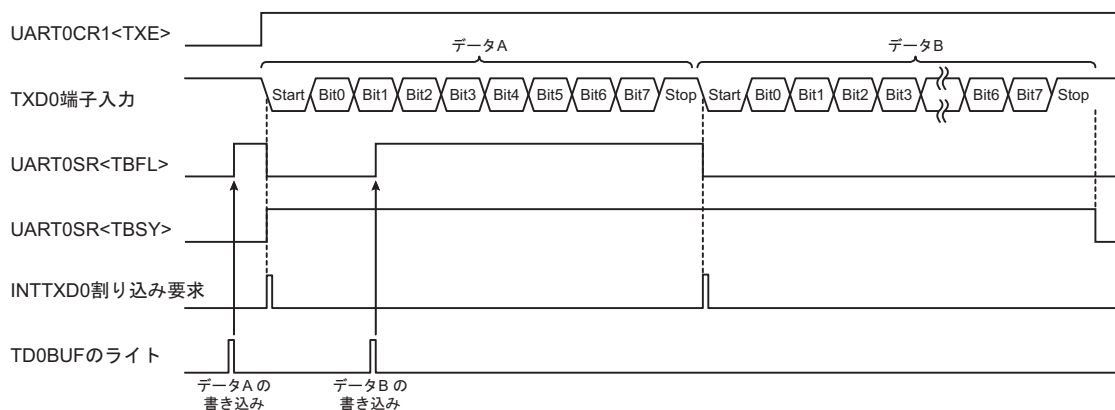 UART0CR1<TXE>
データA
データB
TXD0端子入力
Start Bit0 Bit1 Bit2 Bit3 Bit4 Bit5 Bit6 Bit7 Stop Start Bit0 Bit1 Bit2 Bit3 Bit6 Bit7 Stop
UART0SR<TBFL>
UART0SR<TBSY>
INTTXD0割り込み要求
TD0BUFのライト
データA の
書き込み
データB の
書き込み